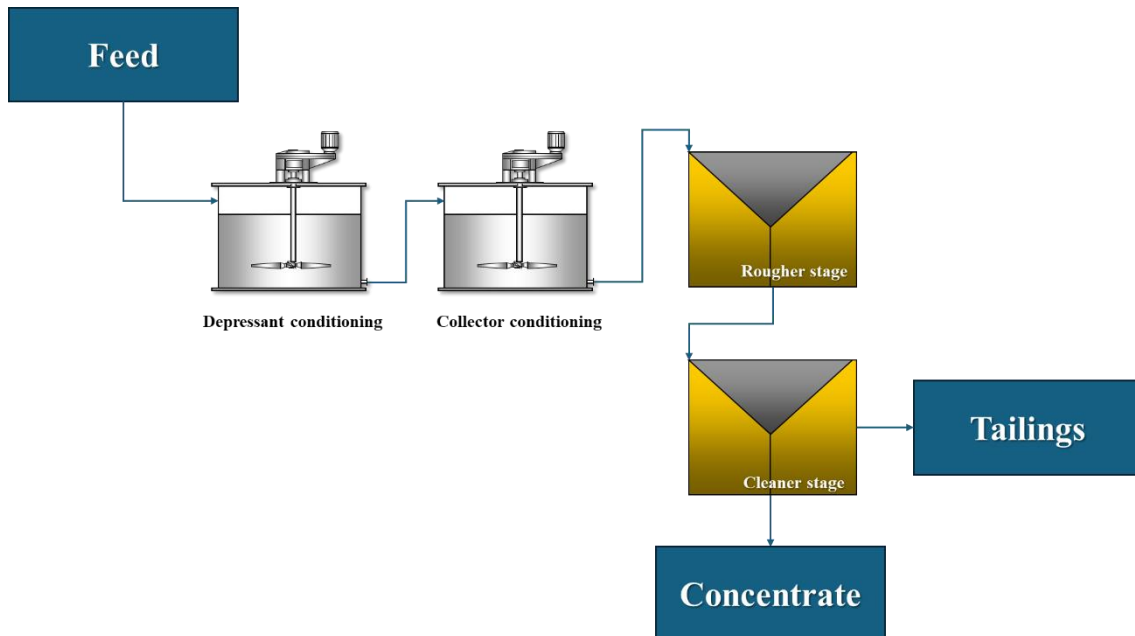 Feed
Depressant conditioning
Collector conditioning
Rougher stage
Cleaner stage
Tailings
Concentrate